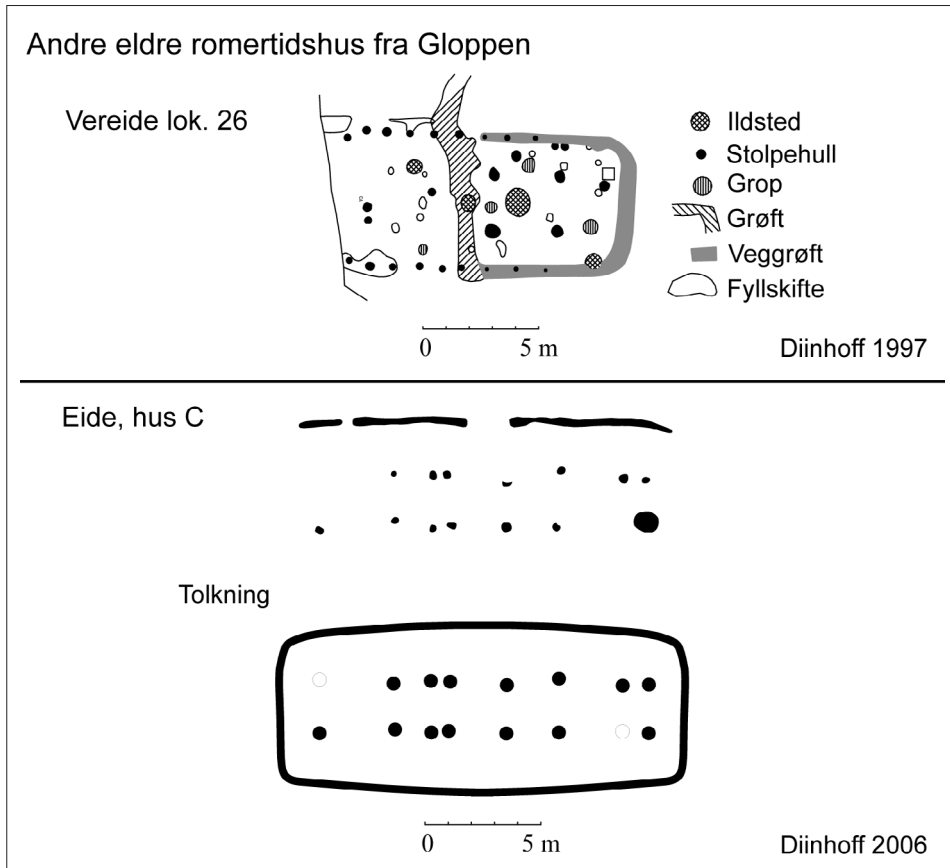 Andre eldre romertidshus fra Gloppen
Vereide lok. 26
Ildsted
Stolpehull
Grop
Grøft
Veggrøft
Fyllskifte
0 5 m
Diinhoff 1997
Eide, hus C
Tolkning
0 5 m
Diinhoff 2006